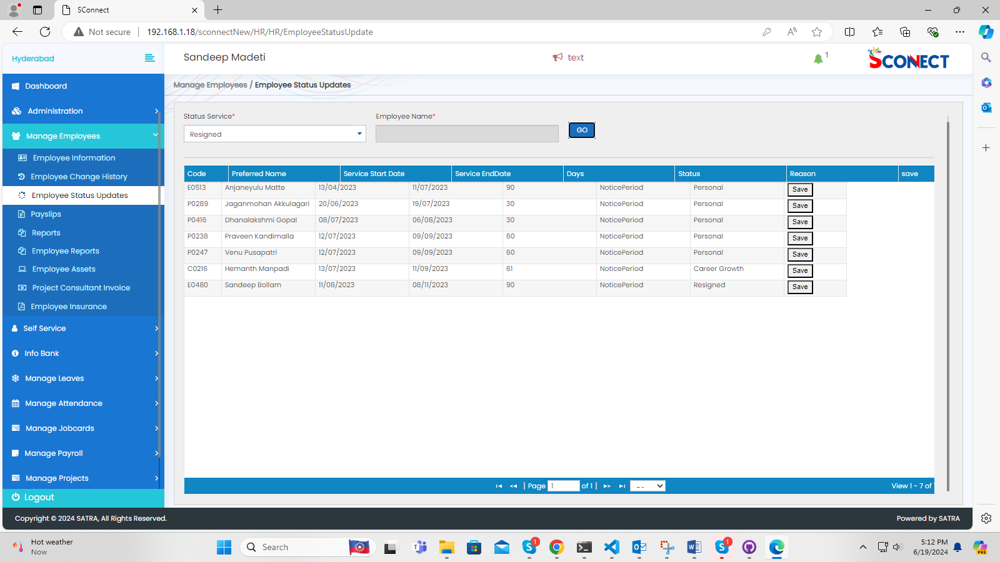 SConnect
Not secure
192.168.1.18/sconnectNew/HR/HR/EmployeeStatusUpdate
Hyderabad
Sandeep Madeti
text
1
SCONNECT
Dashboard
Administration
Manage Employees
Employee Information
Employee Change History
Employee Status Updates
Payslips
Reports
Employee Reports
Employee Assets
Project Consultant Invoice
Employee Insurance
Self Service
Info Bank
Manage Leaves
Manage Attendance
Manage Jobcards
Manage Payroll
Manage Projects
Logout
Manage Employees / Employee Status Updates
Status Service*
Employee Name*
Resigned
GO
Code Preferred Name Service Start Date Service EndDate Days Status Reason save
E0513 Anjaneyulu Matte 13/04/2023 11/07/2023 90 NoticePeriod Personal Save
P0289 Jaganmohan Akkulagari 20/06/2023 19/07/2023 30 NoticePeriod Personal Save
P0416 Dhanalakshmi Gopal 08/07/2023 06/08/2023 30 NoticePeriod Personal Save
P0238 Praveen Kandimalla 12/07/2023 09/09/2023 60 NoticePeriod Personal Save
P0247 Venu Pusapatri 12/07/2023 09/09/2023 60 NoticePeriod Personal Save
C0216 Hemanth Manpadi 13/07/2023 11/09/2023 61 NoticePeriod Career Growth Save
E0480 Sandeep Bollam 11/08/2023 08/11/2023 90 NoticePeriod Resigned Save
| Page 1 of 1 | -- View 1 - 7 of
Copyright © 2024 SATRA, All Rights Reserved.
Powered by SATRA
Hot weather
Now
Search
1
1
5:12 PM
6/19/2024
PRE